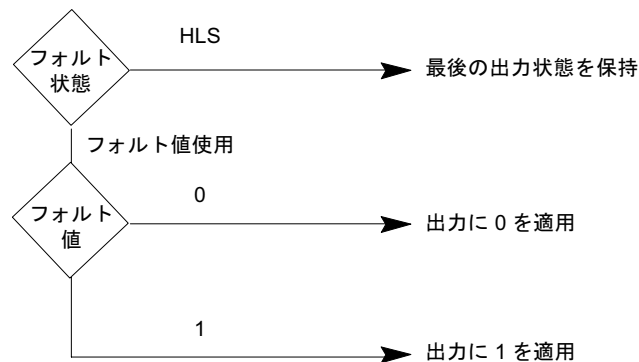 HLS
フォルト
状態
最後の出力状態を保持
フォルト値使用
0
フォルト
値
出力に 0 を適用
1
出力に 1 を適用